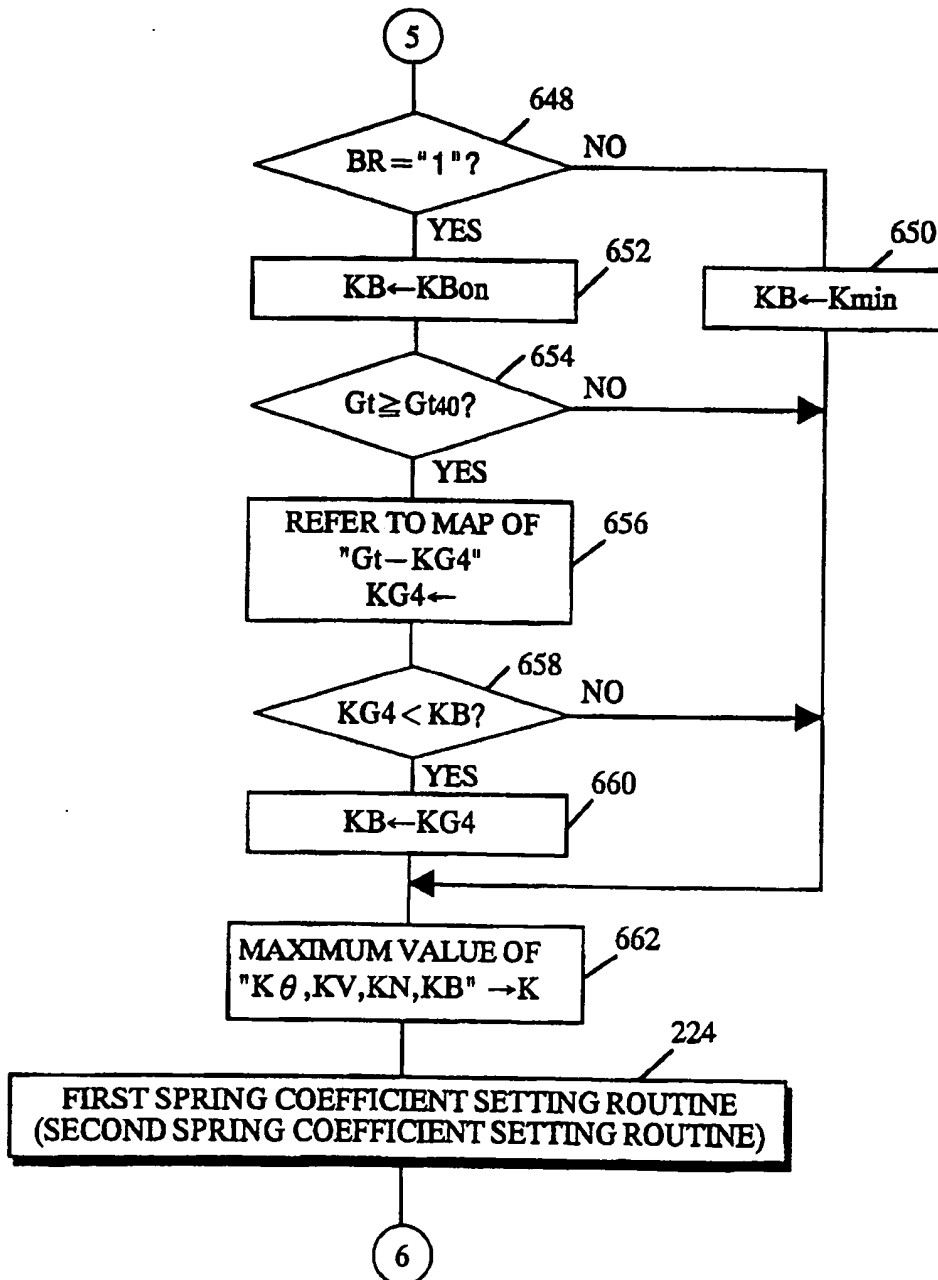 5
648
BR="1"?
NO
YES
650
652
KB←KBon
KB←Kmin
654
Gt≧Gt40?
NO
YES
REFER TO MAP OF
"Gt-KG4"
KG4←
656
658
KG4<KB?
NO
YES
660
KB←KG4
MAXIMUM VALUE OF
"Kθ,KV,KN,KB"→K
662
224
FIRST SPRING COEFFICIENT SETTING ROUTINE
(SECOND SPRING COEFFICIENT SETTING ROUTINE)
6